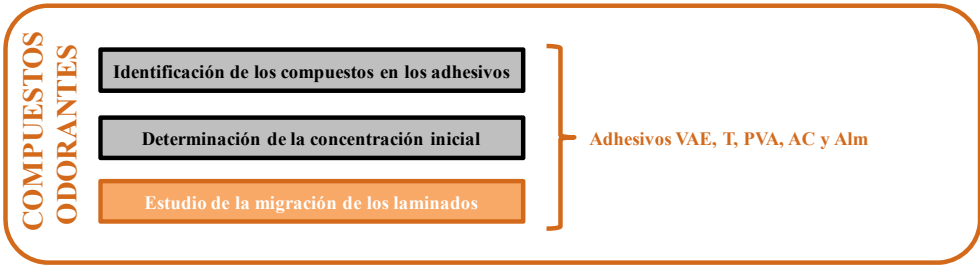 COMPUESTOS
ODORANTES
Identificación de los compuestos en los adhesivos
Determinación de la concentración inicial
Estudio de la migración de los laminados
Adhesivos VAE, T, PVA, AC y Alm